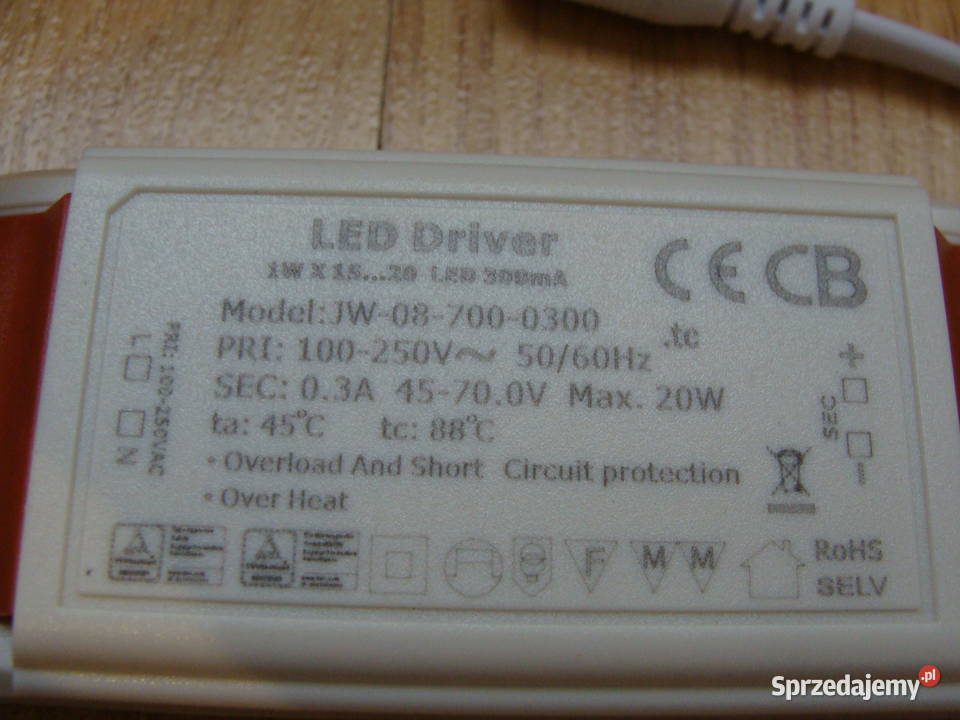 LED Driver
1W X 15...20 LED 300mA
Model:JW-08-700-0300
PRI: 100-250V~ 50/60Hz
.tc
SEC: 0.3A 45-70.0V Max. 20W
ta: 45°C tc: 88°C
• Overload And Short Circuit protection
• Over Heat
CE CB
PRI: 100-250VAC
L
N
+
SEC
-
F
M M
RoHS
SELV
Sprzedajemy.pl